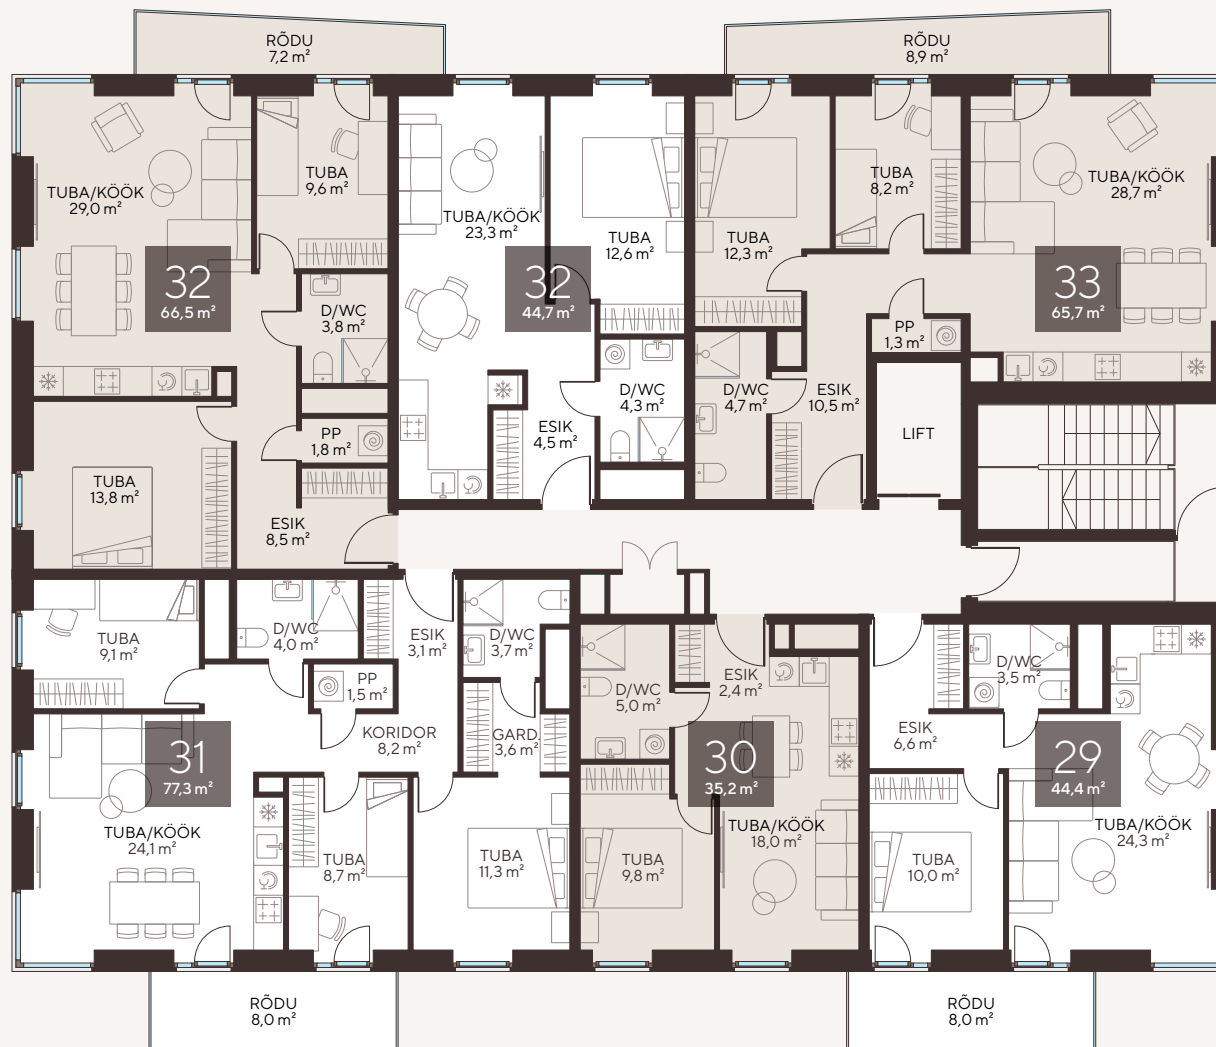 RÕDU
7,2 m²
RÕDU
8,9 m²
TUBA/KÖÖK
29,0 m²
TUBA
9,6 m²
32
66,5 m²
D/WC
3,8 m²
PP
1,8 m²
TUBA
13,8 m²
ESIK
8,5 m²
TUBA/KÖÖK
23,3 m²
TUBA
12,6 m²
32
44,7 m²
D/WC
4,3 m²
ESIK
4,5 m²
TUBA
12,3 m²
TUBA
8,2 m²
TUBA/KÖÖK
28,7 m²
33
65,7 m²
PP
1,3 m²
D/WC
4,7 m²
ESIK
10,5 m²
LIFT
TUBA
9,1 m²
D/WC
4,0 m²
ESIK
3,1 m²
D/WC
3,7 m²
PP
1,5 m²
KORIDOR
8,2 m²
GARD.
3,6 m²
31
77,3 m²
TUBA/KÖÖK
24,1 m²
TUBA
8,7 m²
TUBA
11,3 m²
D/WC
5,0 m²
ESIK
2,4 m²
30
35,2 m²
TUBA/KÖÖK
18,0 m²
TUBA
9,8 m²
D/WC
3,5 m²
ESIK
6,6 m²
29
44,4 m²
TUBA/KÖÖK
24,3 m²
TUBA
10,0 m²
RÕDU
8,0 m²
RÕDU
8,0 m²